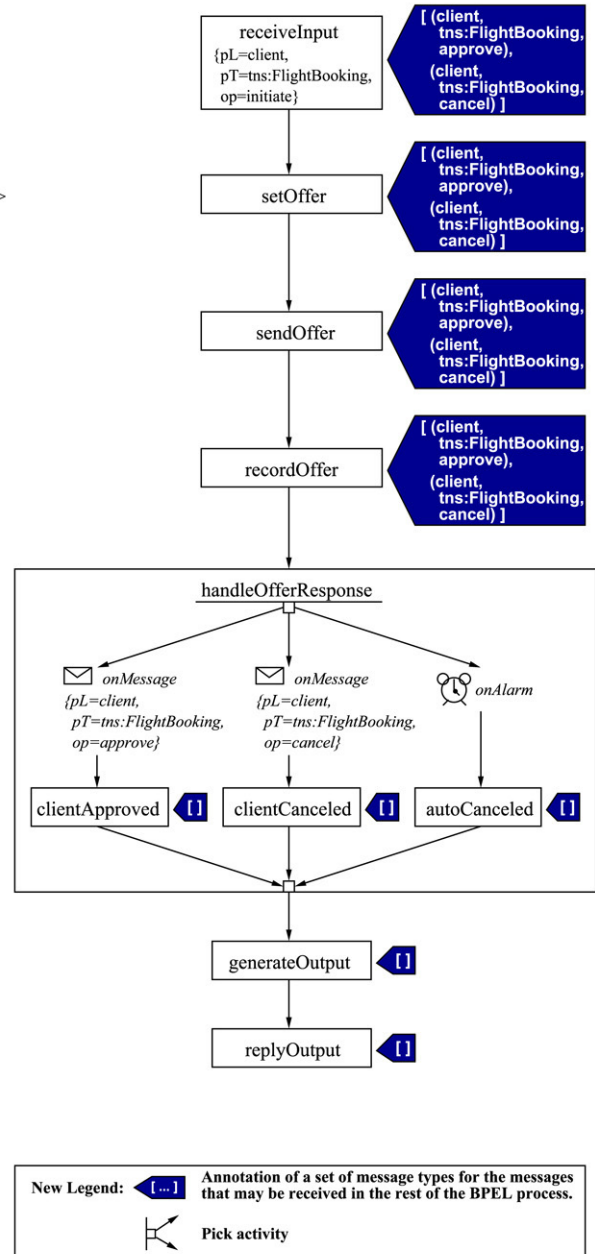 receiveInput
{pL=client,
pT=tns:FlightBooking,
op=initiate}
[ (client,
tns:FlightBooking,
approve),
(client,
tns:FlightBooking,
cancel) ]
>
setOffer
[ (client,
tns:FlightBooking,
approve),
(client,
tns:FlightBooking,
cancel) ]
sendOffer
[ (client,
tns:FlightBooking,
approve),
(client,
tns:FlightBooking,
cancel) ]
recordOffer
[ (client,
tns:FlightBooking,
approve),
(client,
tns:FlightBooking,
cancel) ]
handleOfferResponse
onMessage
{pL=client,
pT=tns:FlightBooking,
op=approve}
onMessage
{pL=client,
pT=tns:FlightBooking,
op=cancel}
onAlarm
clientApproved
[ ]
clientCanceled
[ ]
autoCanceled
[ ]
generateOutput
[ ]
replyOutput
[ ]
New Legend:
[ ... ]
Annotation of a set of message types for the messages
that may be received in the rest of the BPEL process.
Pick activity